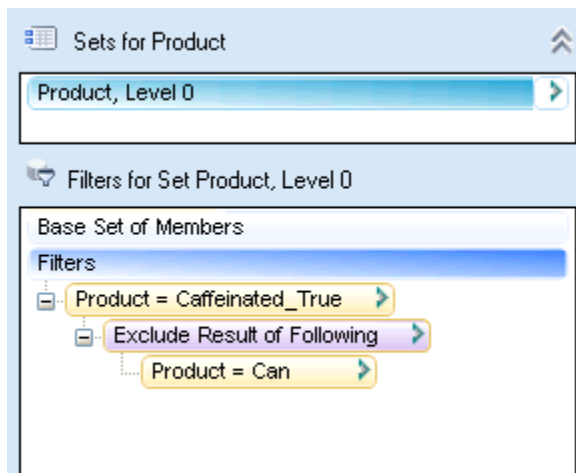 Sets for Product
Product, Level 0
Filters for Set Product, Level 0
Base Set of Members
Filters
Product = Caffeinated_True
Exclude Result of Following
Product = Can